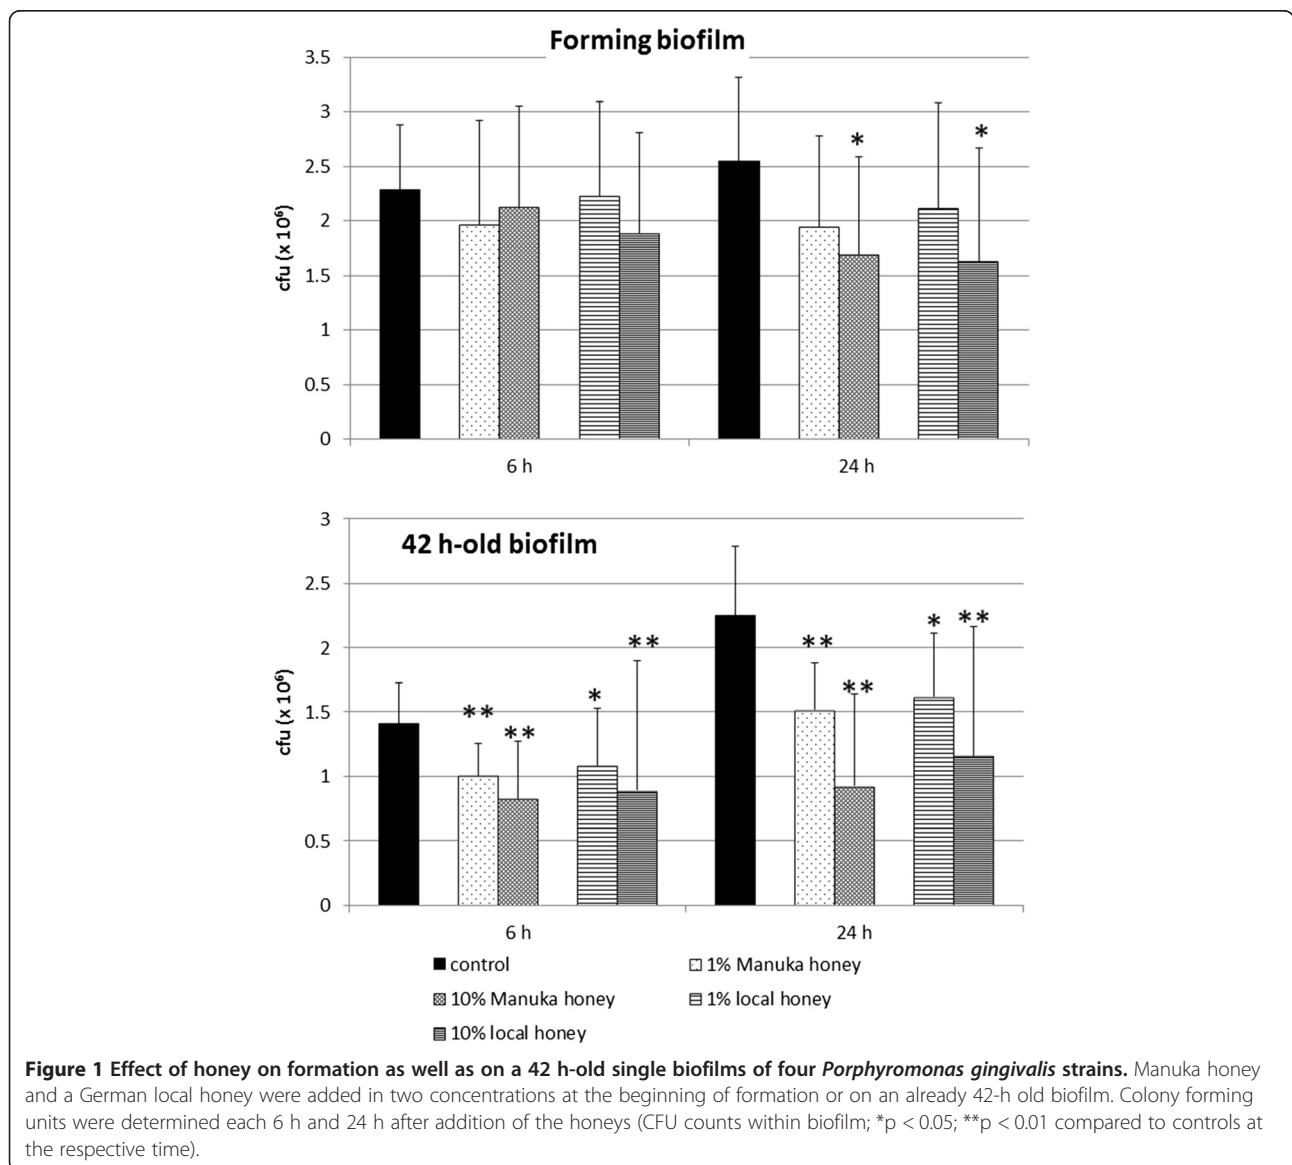 Forming biofilm
3.5
3
2.5
2
1.5
1
0.5
0
cfu (x 10⁶)
* *
6 h 24 h
42 h-old biofilm
3
2.5
2
1.5
1
0.5
0
cfu (x 10⁶)
** ** * ** ** ** * **
6 h 24 h
control 1% Manuka honey
10% Manuka honey 1% local honey
10% local honey
Figure 1 Effect of honey on formation as well as on a 42 h-old single biofilms of four Porphyromonas gingivalis strains. Manuka honey
and a German local honey were added in two concentrations at the beginning of formation or on an already 42-h old biofilm. Colony forming
units were determined each 6 h and 24 h after addition of the honeys (CFU counts within biofilm; *p < 0.05; **p < 0.01 compared to controls at
the respective time).